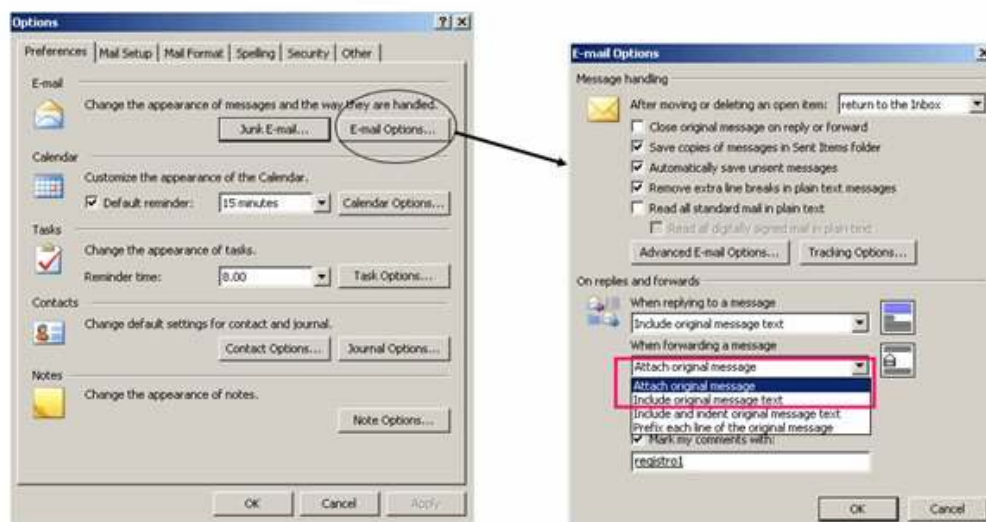 Options
Preferences Mail Setup Mail Format Spelling Security Other
E-mail
Change the appearance of messages and the way they are handled.
Junk E-mail... E-mail Options...
Calendar
Customize the appearance of the Calendar.
Default reminder: 15 minutes Calendar Options...
Tasks
Change the appearance of tasks.
Reminder time: 8.00 Task Options...
Contacts
Change default settings for contact and journal.
Contact Options... Journal Options...
Notes
Change the appearance of notes.
Note Options...
OK Cancel Apply
E-mail Options
Message handling
After moving or deleting an open item: return to the Inbox
Close original message on reply or forward
Save copies of messages in Sent Items folder
Automatically save unsent messages
Remove extra line breaks in plain text messages
Read all standard mail in plain text
Read all digitally signed mail in plain text
Advanced E-mail Options... Tracking Options...
On replies and forwards
When replying to a message
Include original message text
When forwarding a message
Attach original message
Attach original message
Include original message text
Include and indent original message text
Prefix each line of the original message
Mark my comments with:
registro1
OK Cancel